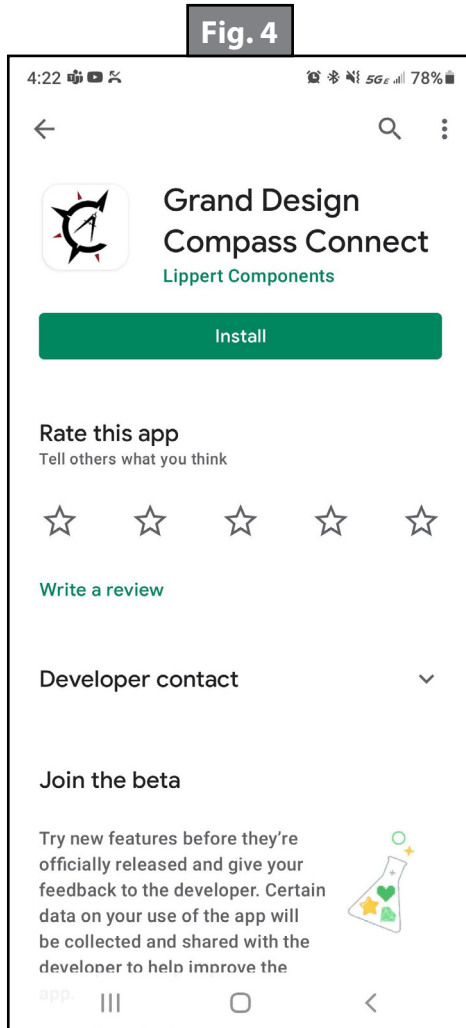 Fig. 4
4:22 5GE 78%
Grand Design
Compass Connect
Lippert Components
Install
Rate this app
Tell others what you think
Write a review
Developer contact
Join the beta
Try new features before they're
officially released and give your
feedback to the developer. Certain
data on your use of the app will
be collected and shared with the
developer to help improve the
app.